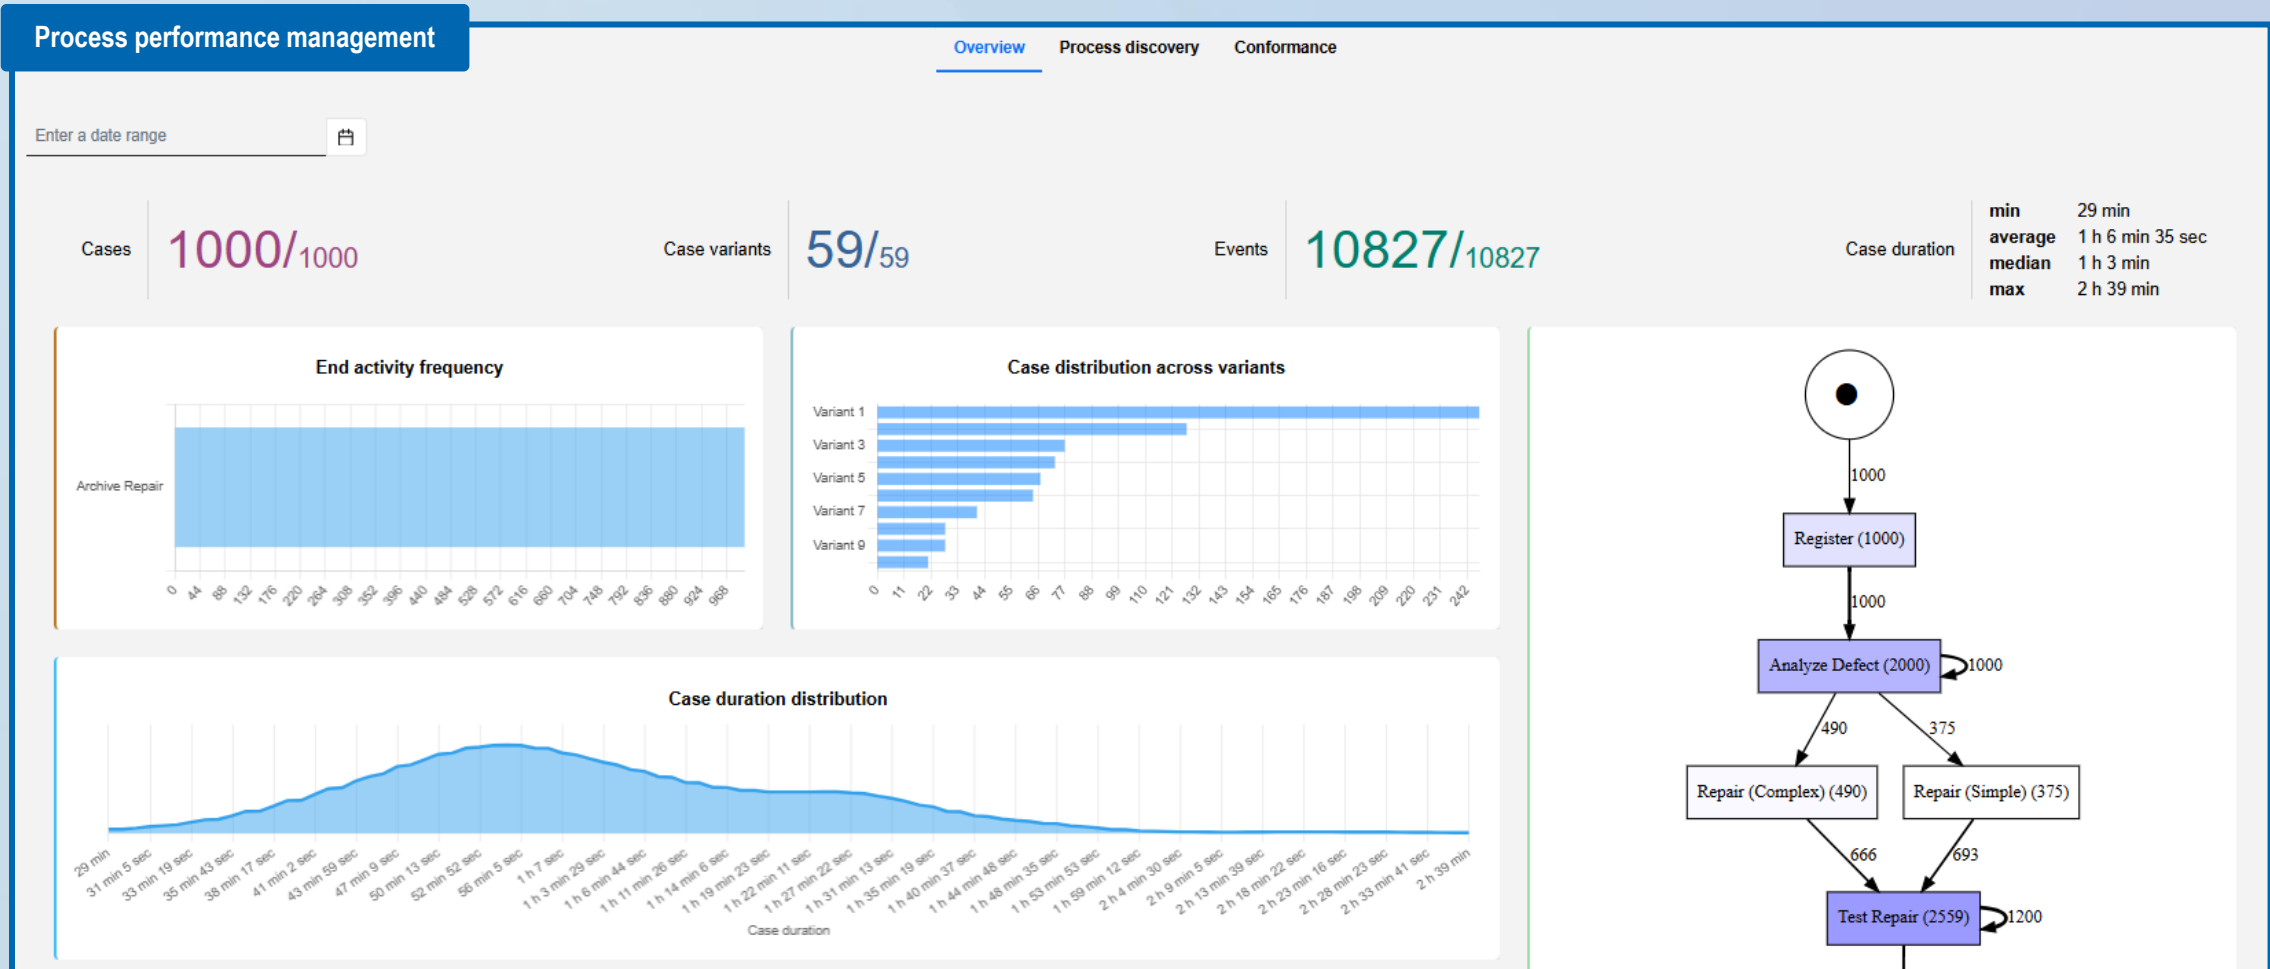 Process performance management
Overview Process discovery Conformance
Enter a date range
Cases 1000/1000
Case variants 59/59
Events 10827/10827
Case duration
min 29 min
average 1 h 6 min 35 sec
median 1 h 3 min
max 2 h 39 min
End activity frequency
Archive Repair
0 44 88 132 176 220 264 308 352 396 440 484 528 572 616 660 704 748 792 836 880 924 968
Case distribution across variants
Variant 1
Variant 3
Variant 5
Variant 7
Variant 9
0 11 22 33 44 55 66 77 88 99 110 121 132 143 154 165 176 187 198 209 220 231 242
Case duration distribution
29 min 31 min 5 sec 33 min 19 sec 35 min 43 sec 38 min 17 sec 41 min 2 sec 43 min 59 sec 47 min 9 sec 50 min 13 sec 52 min 52 sec 56 min 5 sec 1 h 7 sec 1 h 3 min 29 sec 1 h 6 min 44 sec 1 h 11 min 26 sec 1 h 14 min 6 sec 1 h 19 min 23 sec 1 h 22 min 11 sec 1 h 27 min 22 sec 1 h 31 min 13 sec 1 h 35 min 19 sec 1 h 40 min 37 sec 1 h 44 min 48 sec 1 h 48 min 35 sec 1 h 53 min 53 sec 1 h 59 min 12 sec 2 h 4 min 30 sec 2 h 9 min 5 sec 2 h 13 min 39 sec 2 h 18 min 22 sec 2 h 23 min 16 sec 2 h 28 min 23 sec 2 h 33 min 41 sec 2 h 39 min
Case duration
1000
Register (1000)
1000
Analyze Defect (2000) 1000
490 375
Repair (Complex) (490) Repair (Simple) (375)
666 693
Test Repair (2559) 1200